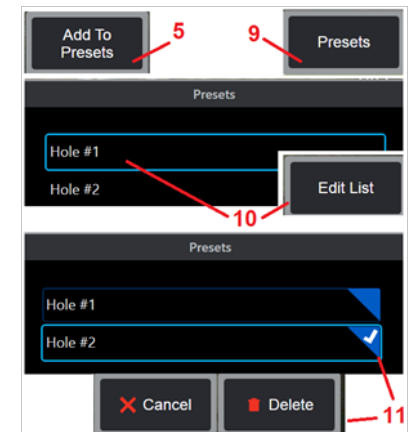 Add To
Presets
5
9
Presets
Presets
Hole #1
Hole #2
Edit List
10
Presets
Hole #1
Hole #2
Cancel
Delete
11